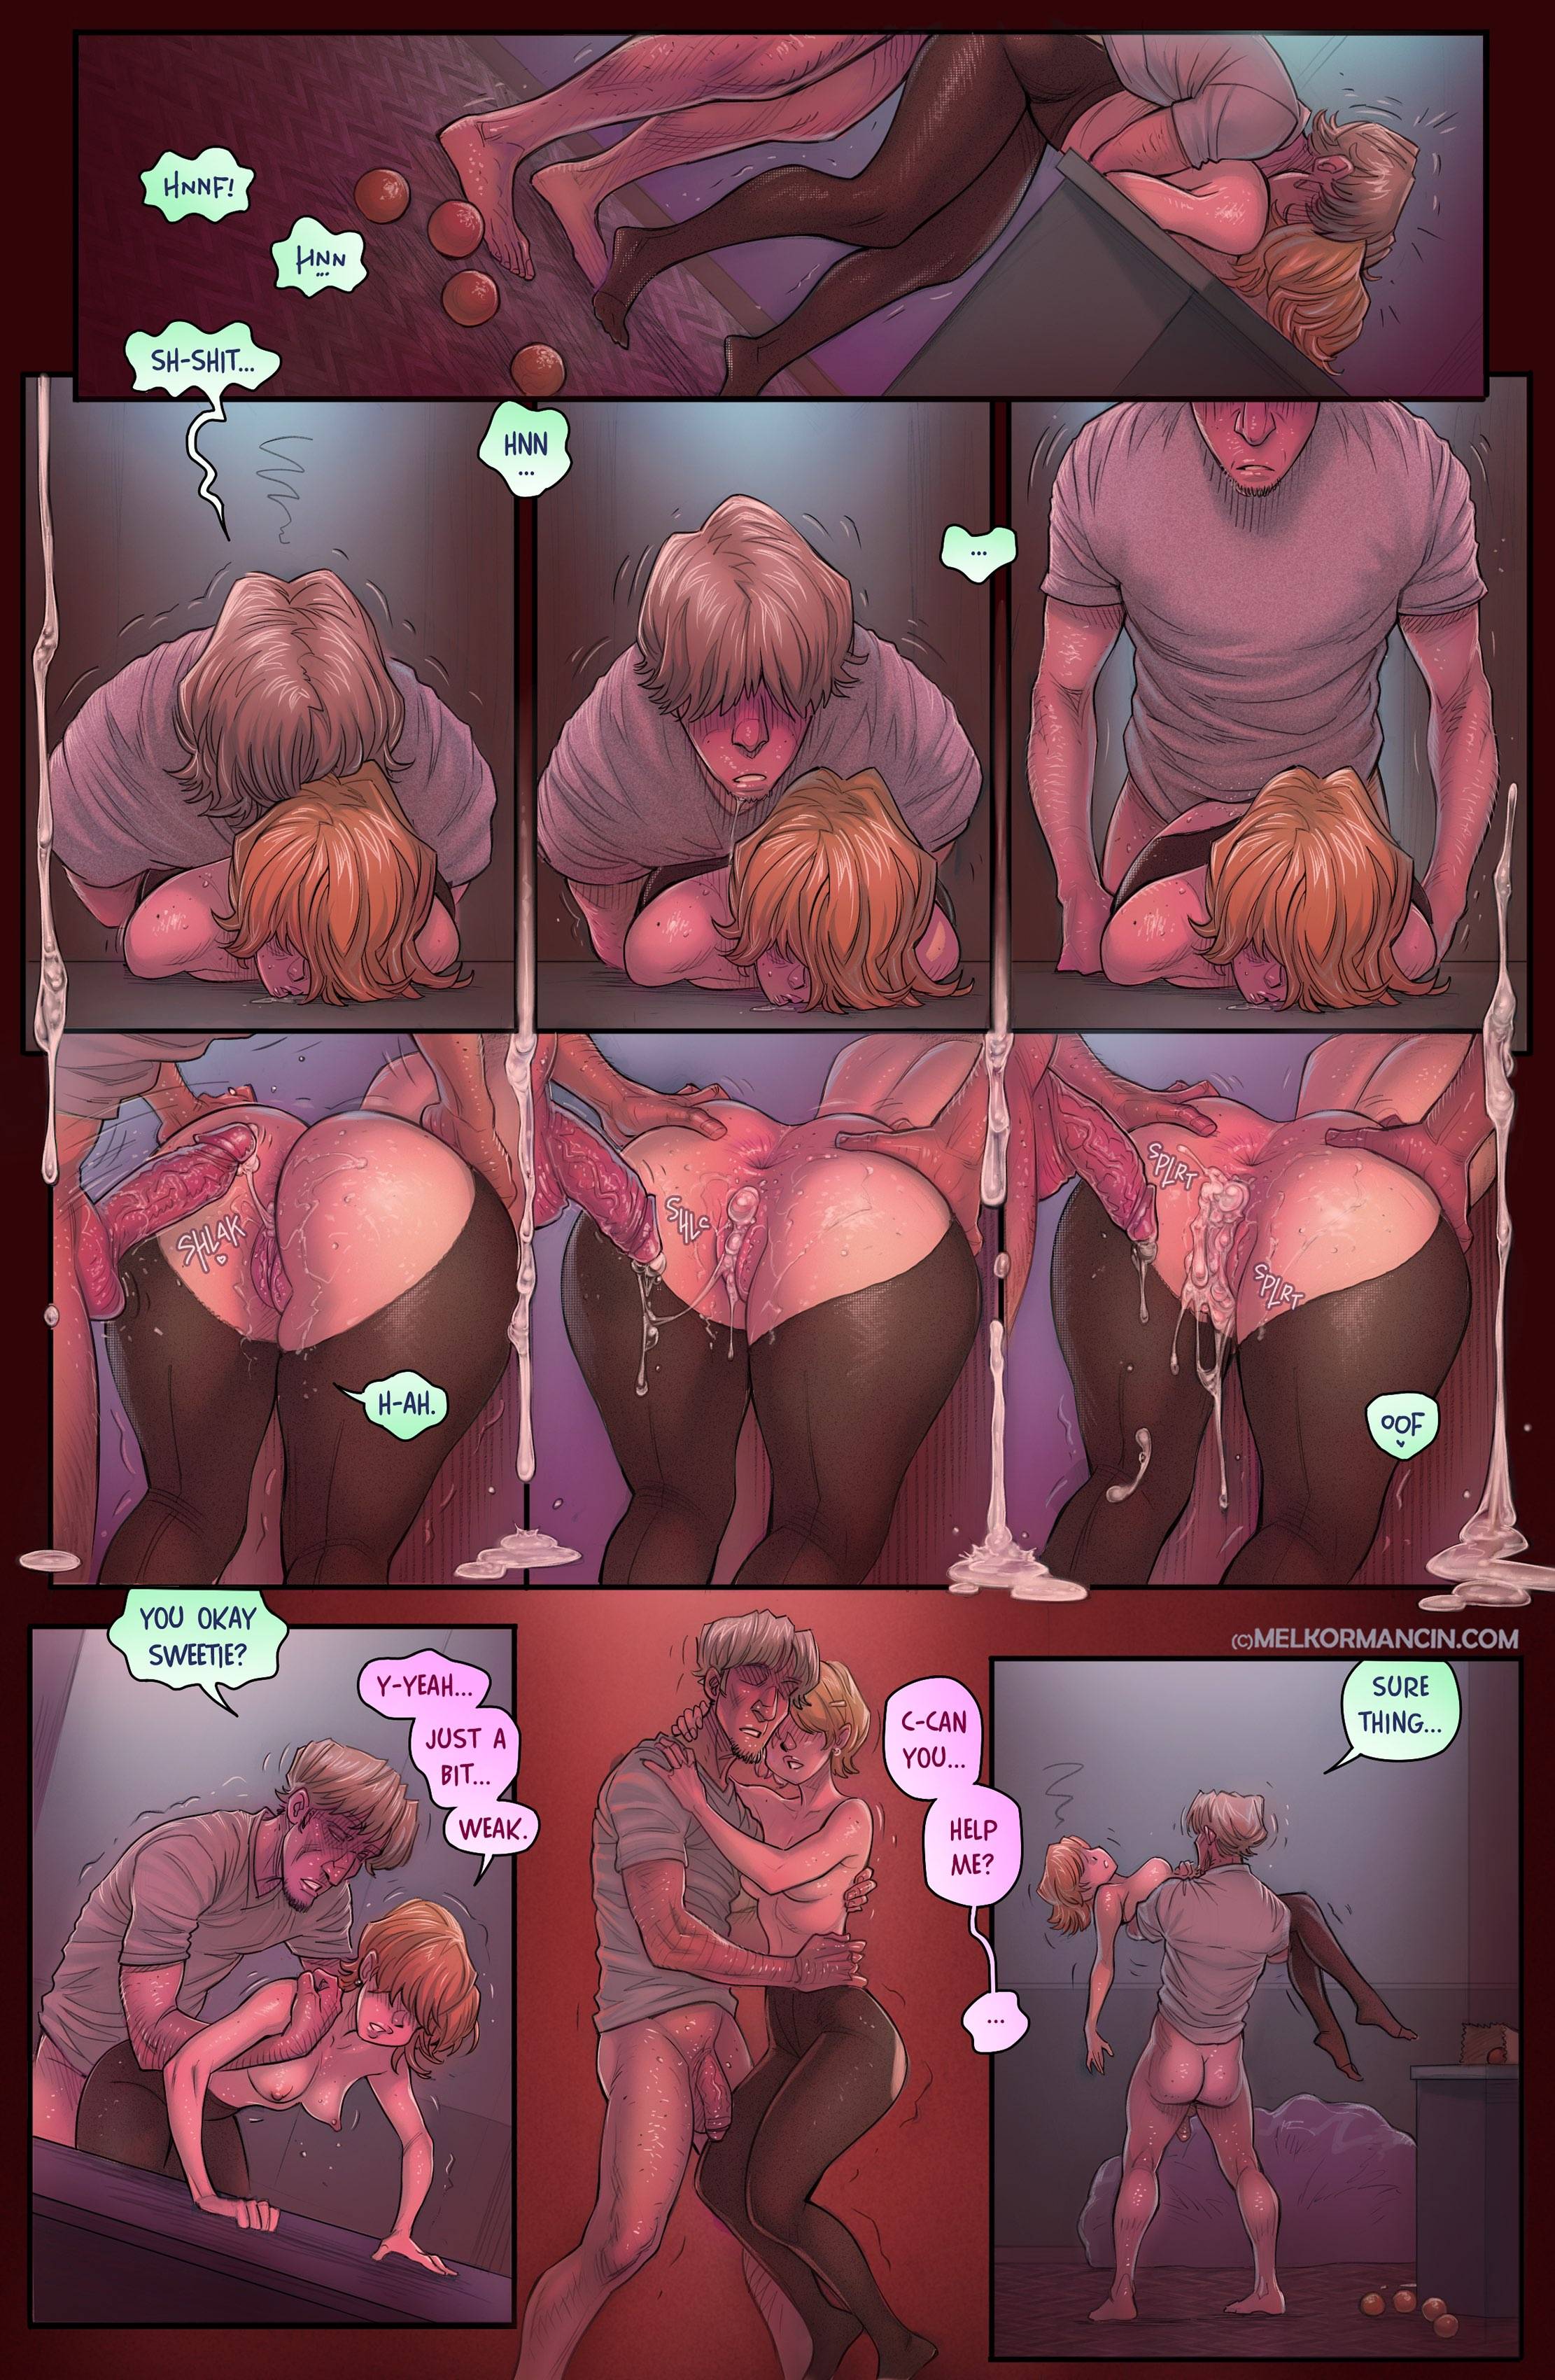 HNNF!
HNN
...
SH-SHIT...
HNN
...
...
SHLAK
SHLC
SPLRT
SPLRT
H-AH.
OOF
YOU OKAY
SWEETIE?
Y-YEAH...
JUST A
BIT...
WEAK.
C-CAN
YOU...
HELP
ME?
...
(C)MELKORMANCIN.COM
SURE
THING...